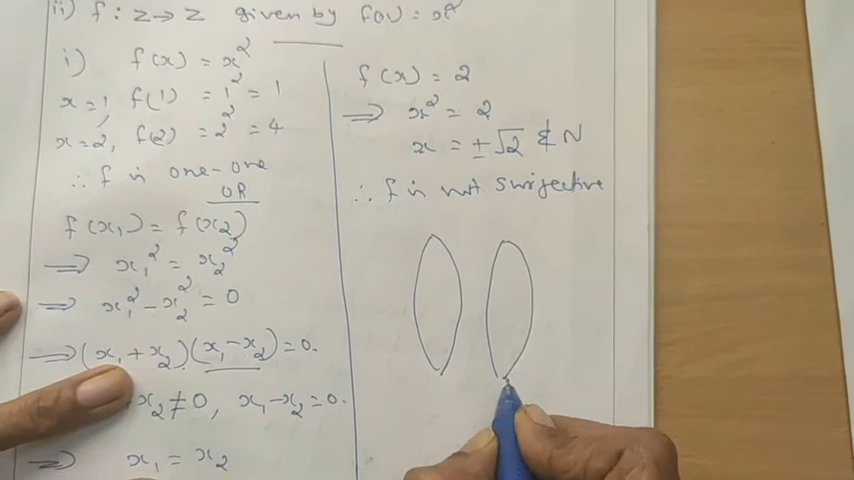 ii) f : Z → Z given by f(x) = x²
i) f(x) = x²
x = 1, f(1) = 1² = 1
x = 2, f(2) = 2² = 4
∴ f is one-one
OR
f(x₁) = f(x₂)
⟹ x₁² = x₂²
⟹ x₁² - x₂² = 0
⟹ (x₁ + x₂)(x₁ - x₂) = 0.
x₂ ≠ 0, x₁ - x₂ = 0.
⟹ x₁ = x₂
f(x) = 2
⟹ x² = 2
x = ±√2 ∉ N
∴ f is not surjective